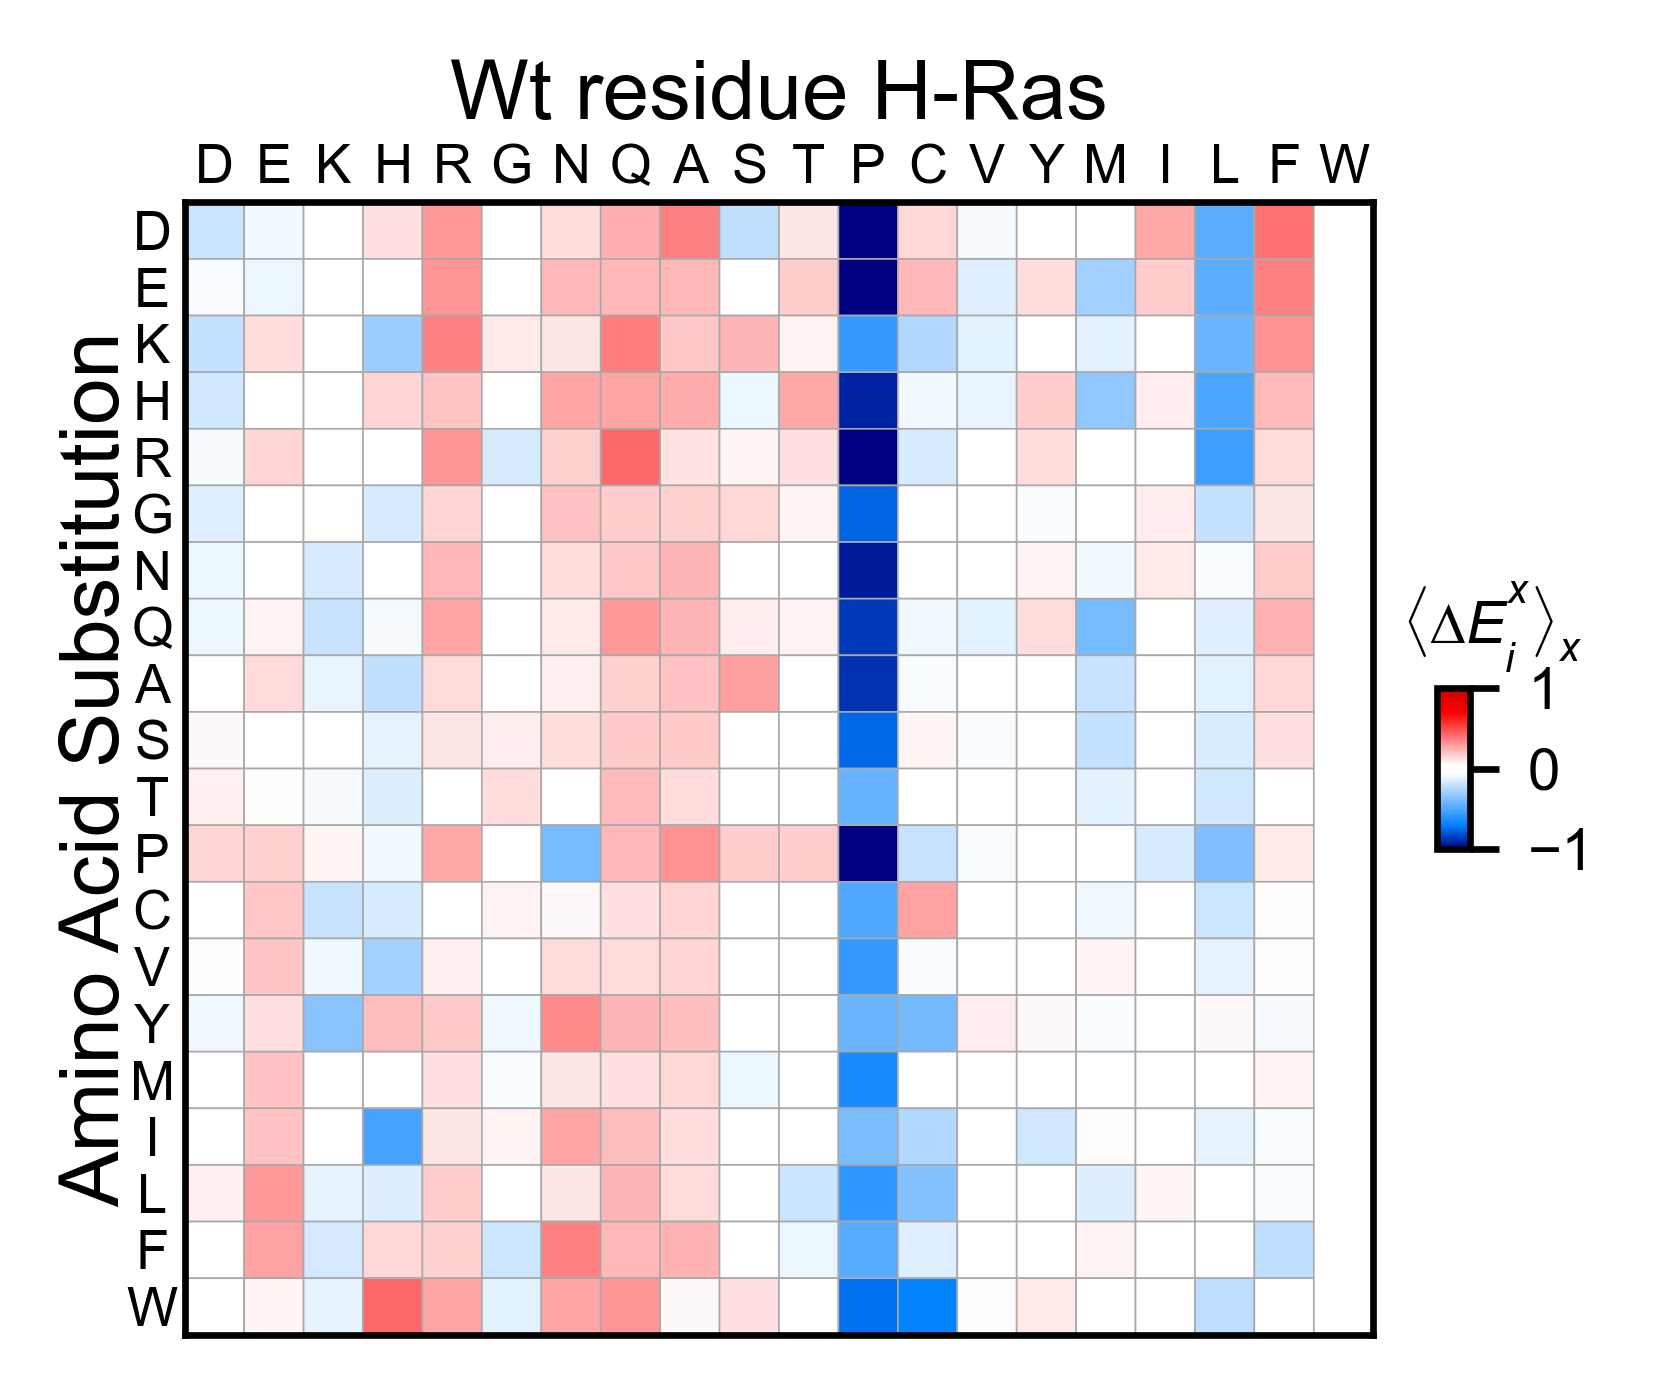 Wt residue H-Ras
D E K H R G N Q A S T P C V Y M I L F W
Amino Acid Substitution
D
E
K
H
R
G
N
Q
A
S
T
P
C
V
Y
M
I
L
F
W
⟨ΔE_i^x⟩_x
1
0
−1